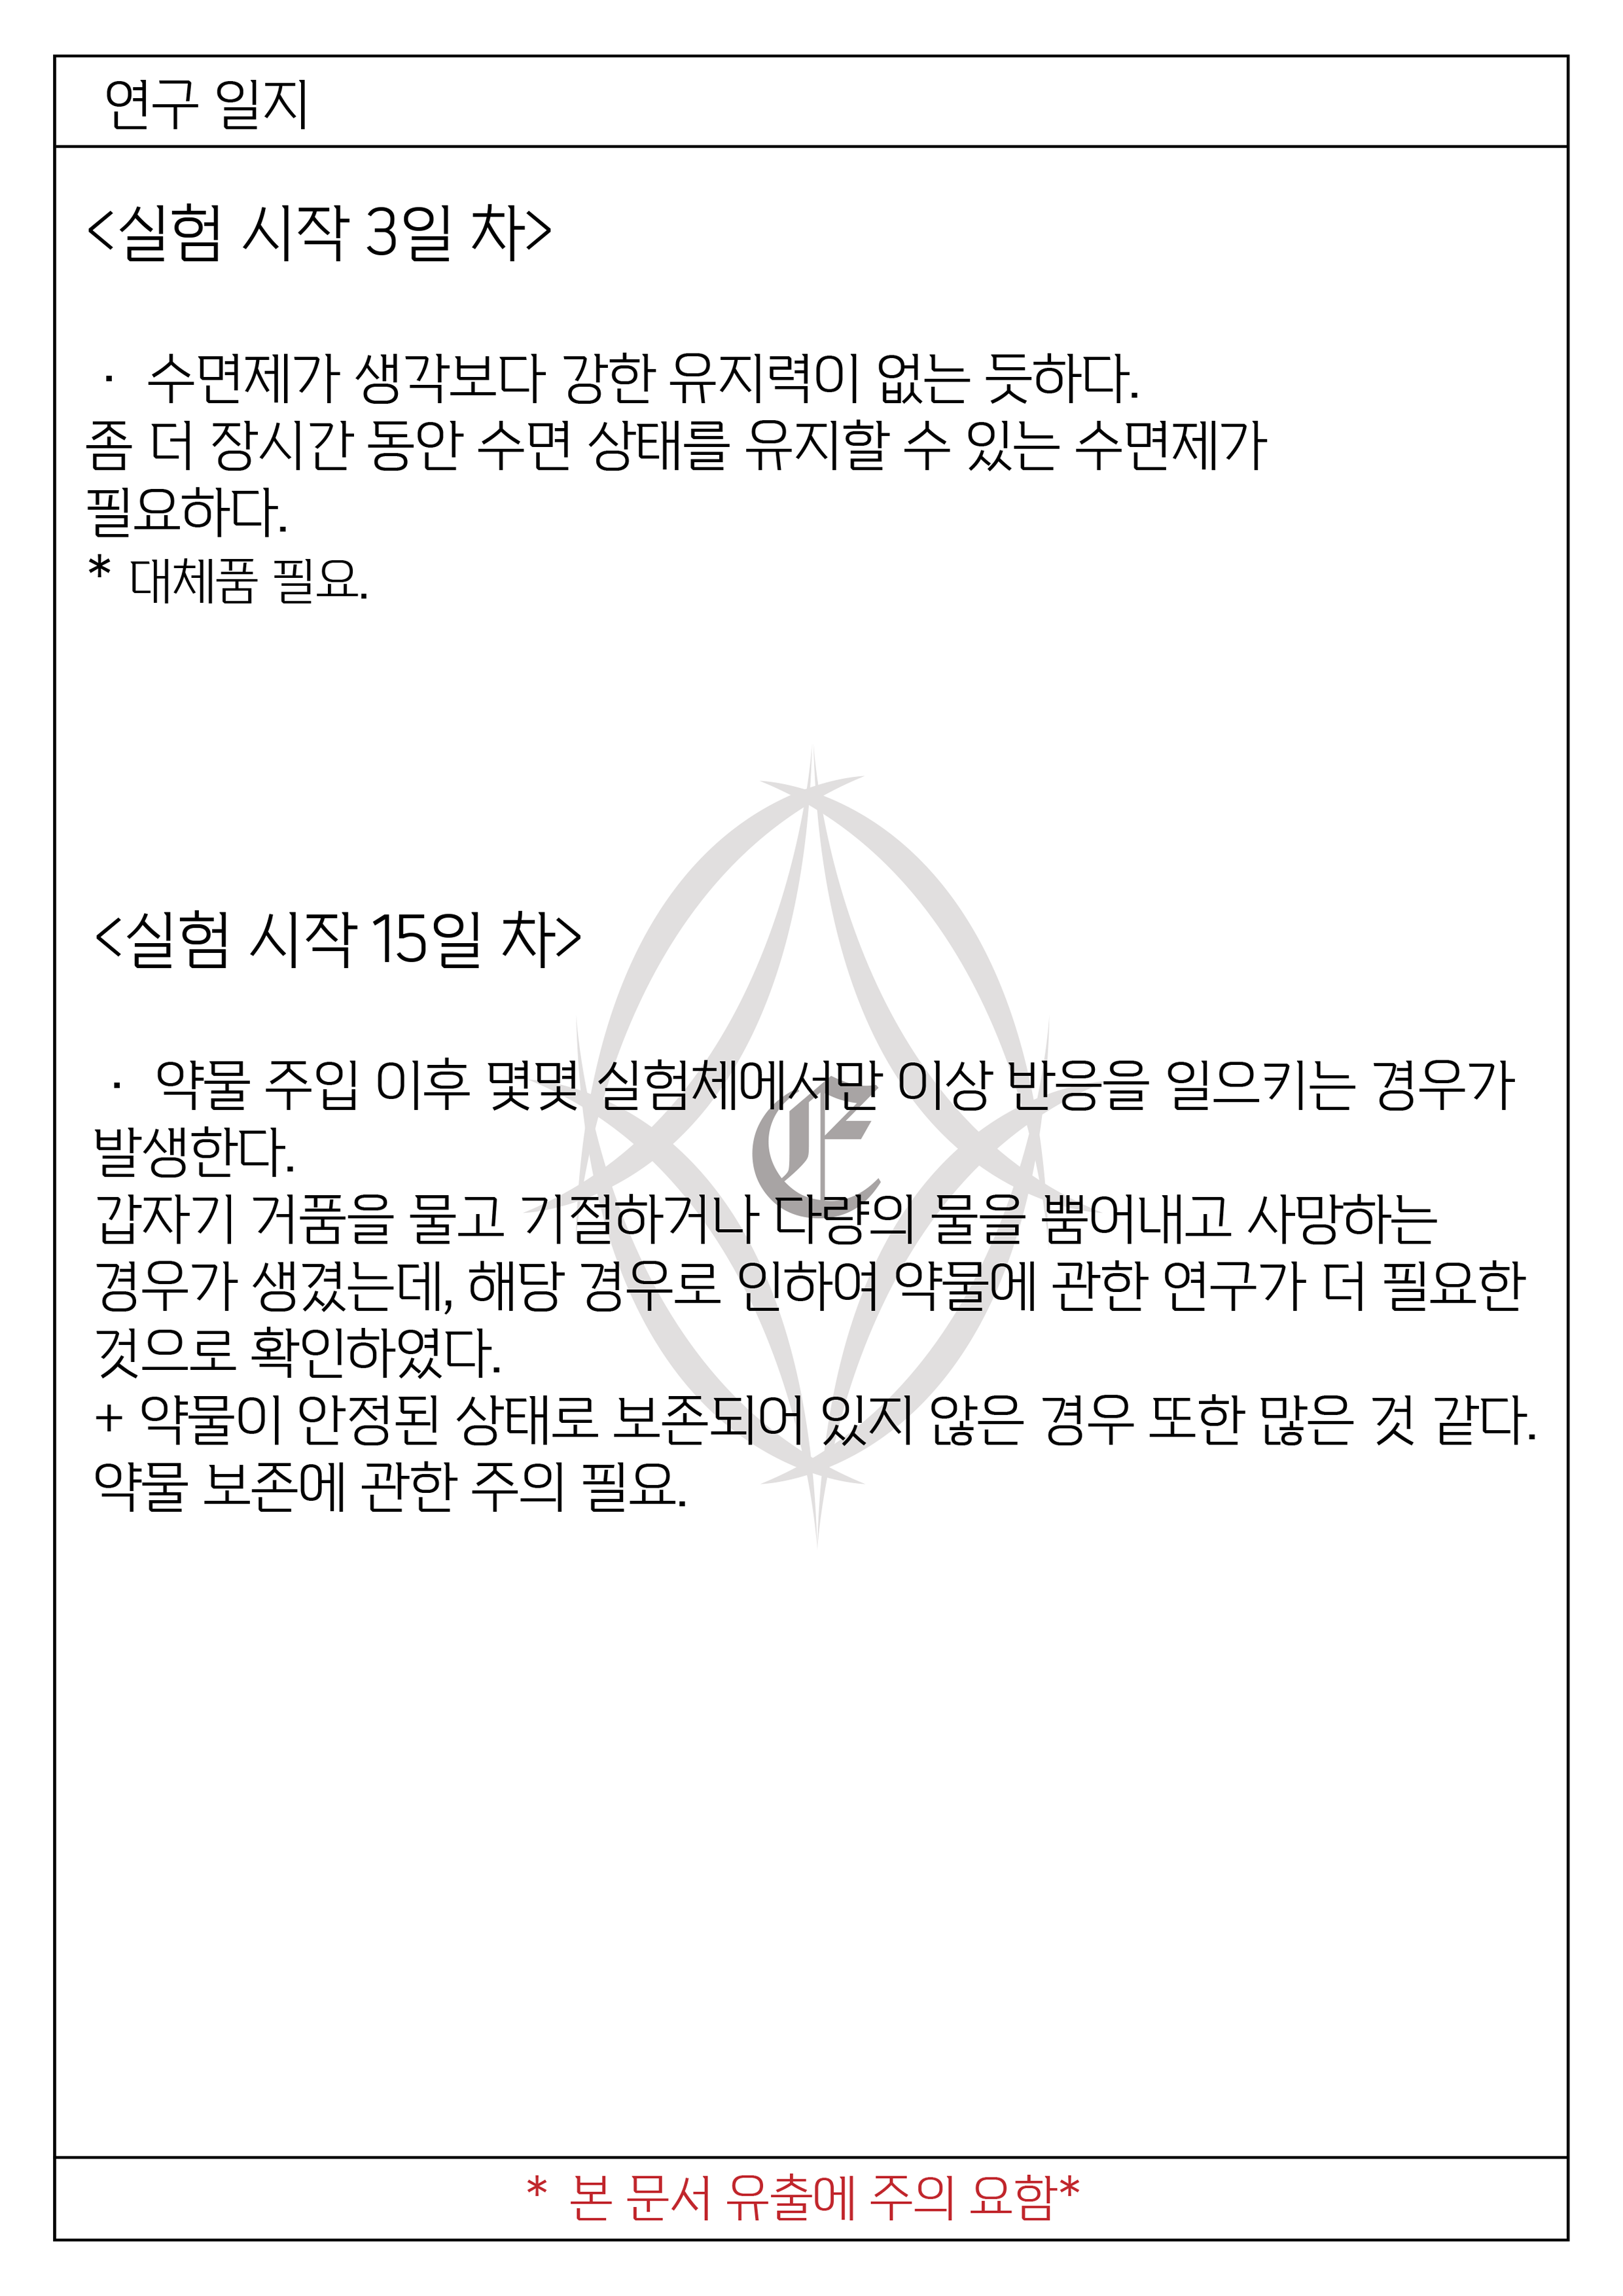 연구 일지
<실험 시작 3일 차>
· 수면제가 생각보다 강한 유지력이 없는 듯하다.
좀 더 장시간 동안 수면 상태를 유지할 수 있는 수면제가
필요하다.
* 대체품 필요.
<실험 시작 15일 차>
· 약물 주입 이후 몇몇 실험체에서만 이상 반응을 일으키는 경우가
발생한다.
갑자기 거품을 물고 기절하거나 다량의 물을 뿜어내고 사망하는
경우가 생겼는데, 해당 경우로 인하여 약물에 관한 연구가 더 필요한
것으로 확인하였다.
+ 약물이 안정된 상태로 보존되어 있지 않은 경우 또한 많은 것 같다.
약물 보존에 관한 주의 필요.
E
* 본 문서 유출에 주의 요함*